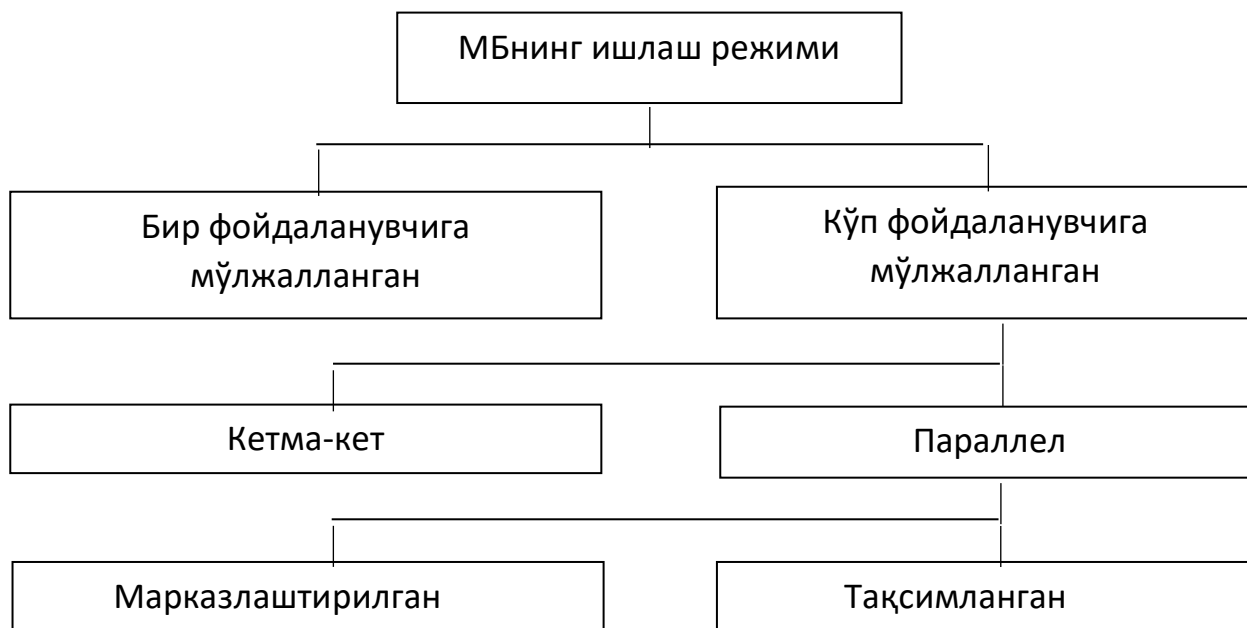 МБнинг ишлаш режими
Бир фойдаланувчига
мўлжалланган
Кўп фойдаланувчига
мўлжалланган
Кетма-кет
Параллел
Марказлаштирилган
Тақсимланган